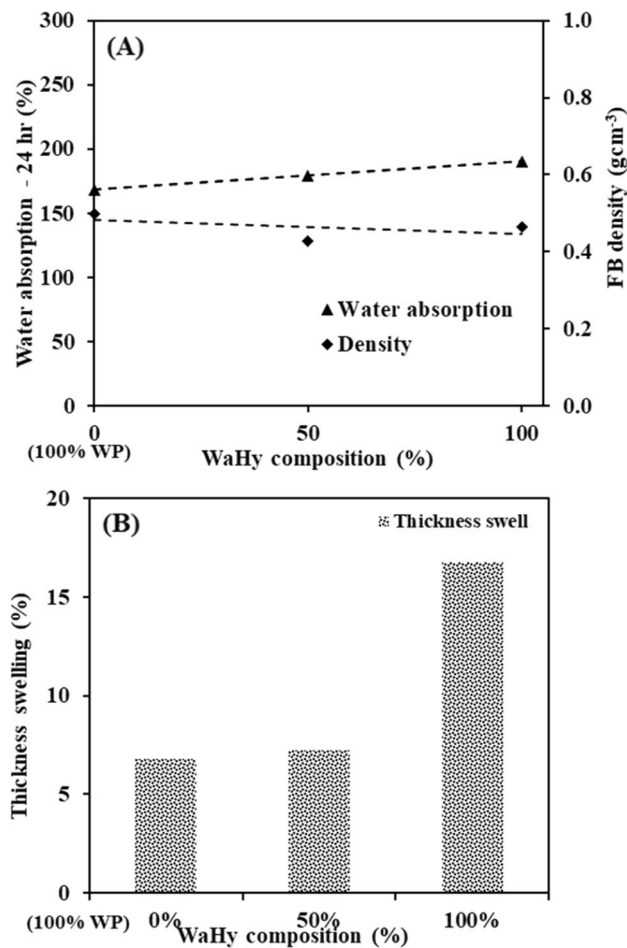 (A)
300
250
200
150
100
50
0
Water absorption - 24 hr (%)
1.0
0.8
0.6
0.4
0.2
0.0
FB density (gcm-3)
Water absorption
Density
0
50
100
(100% WP)
WaHy composition (%)
(B)
Thickness swell
20
15
10
5
0
Thickness swelling (%)
(100% WP)
0%
50%
100%
WaHy composition (%)